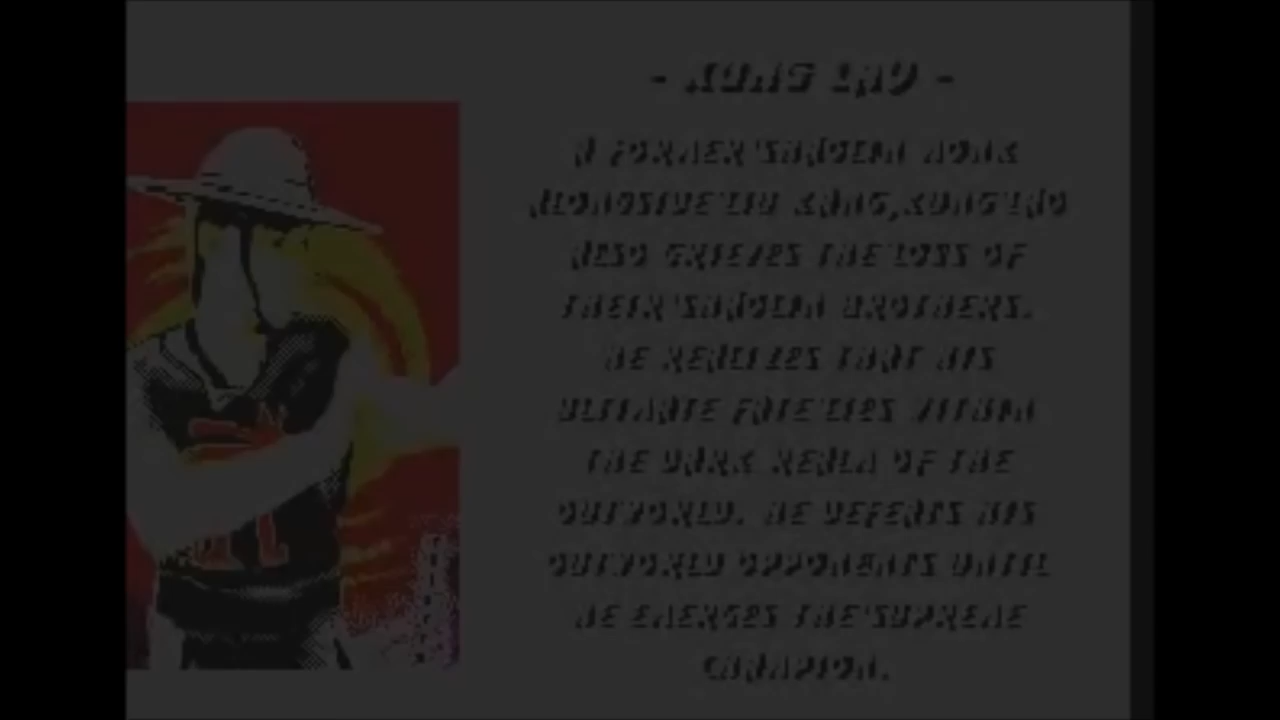 - KUNG LAO -
A FORMER SHAOLIN MONK
ALONGSIDE LIU KANG, KUNG LAO
ALSO GRIEVES THE LOSS OF
THEIR SHAOLIN BROTHERS.
HE REALIZES THAT HIS
ULTIMATE FATE LIES WITHIN
THE DARK REALM OF THE
OUTWORLD. HE DEFEATS HIS
OUTWORLD OPPONENTS UNTIL
HE EMERGES THE SUPREME
CHAMPION.